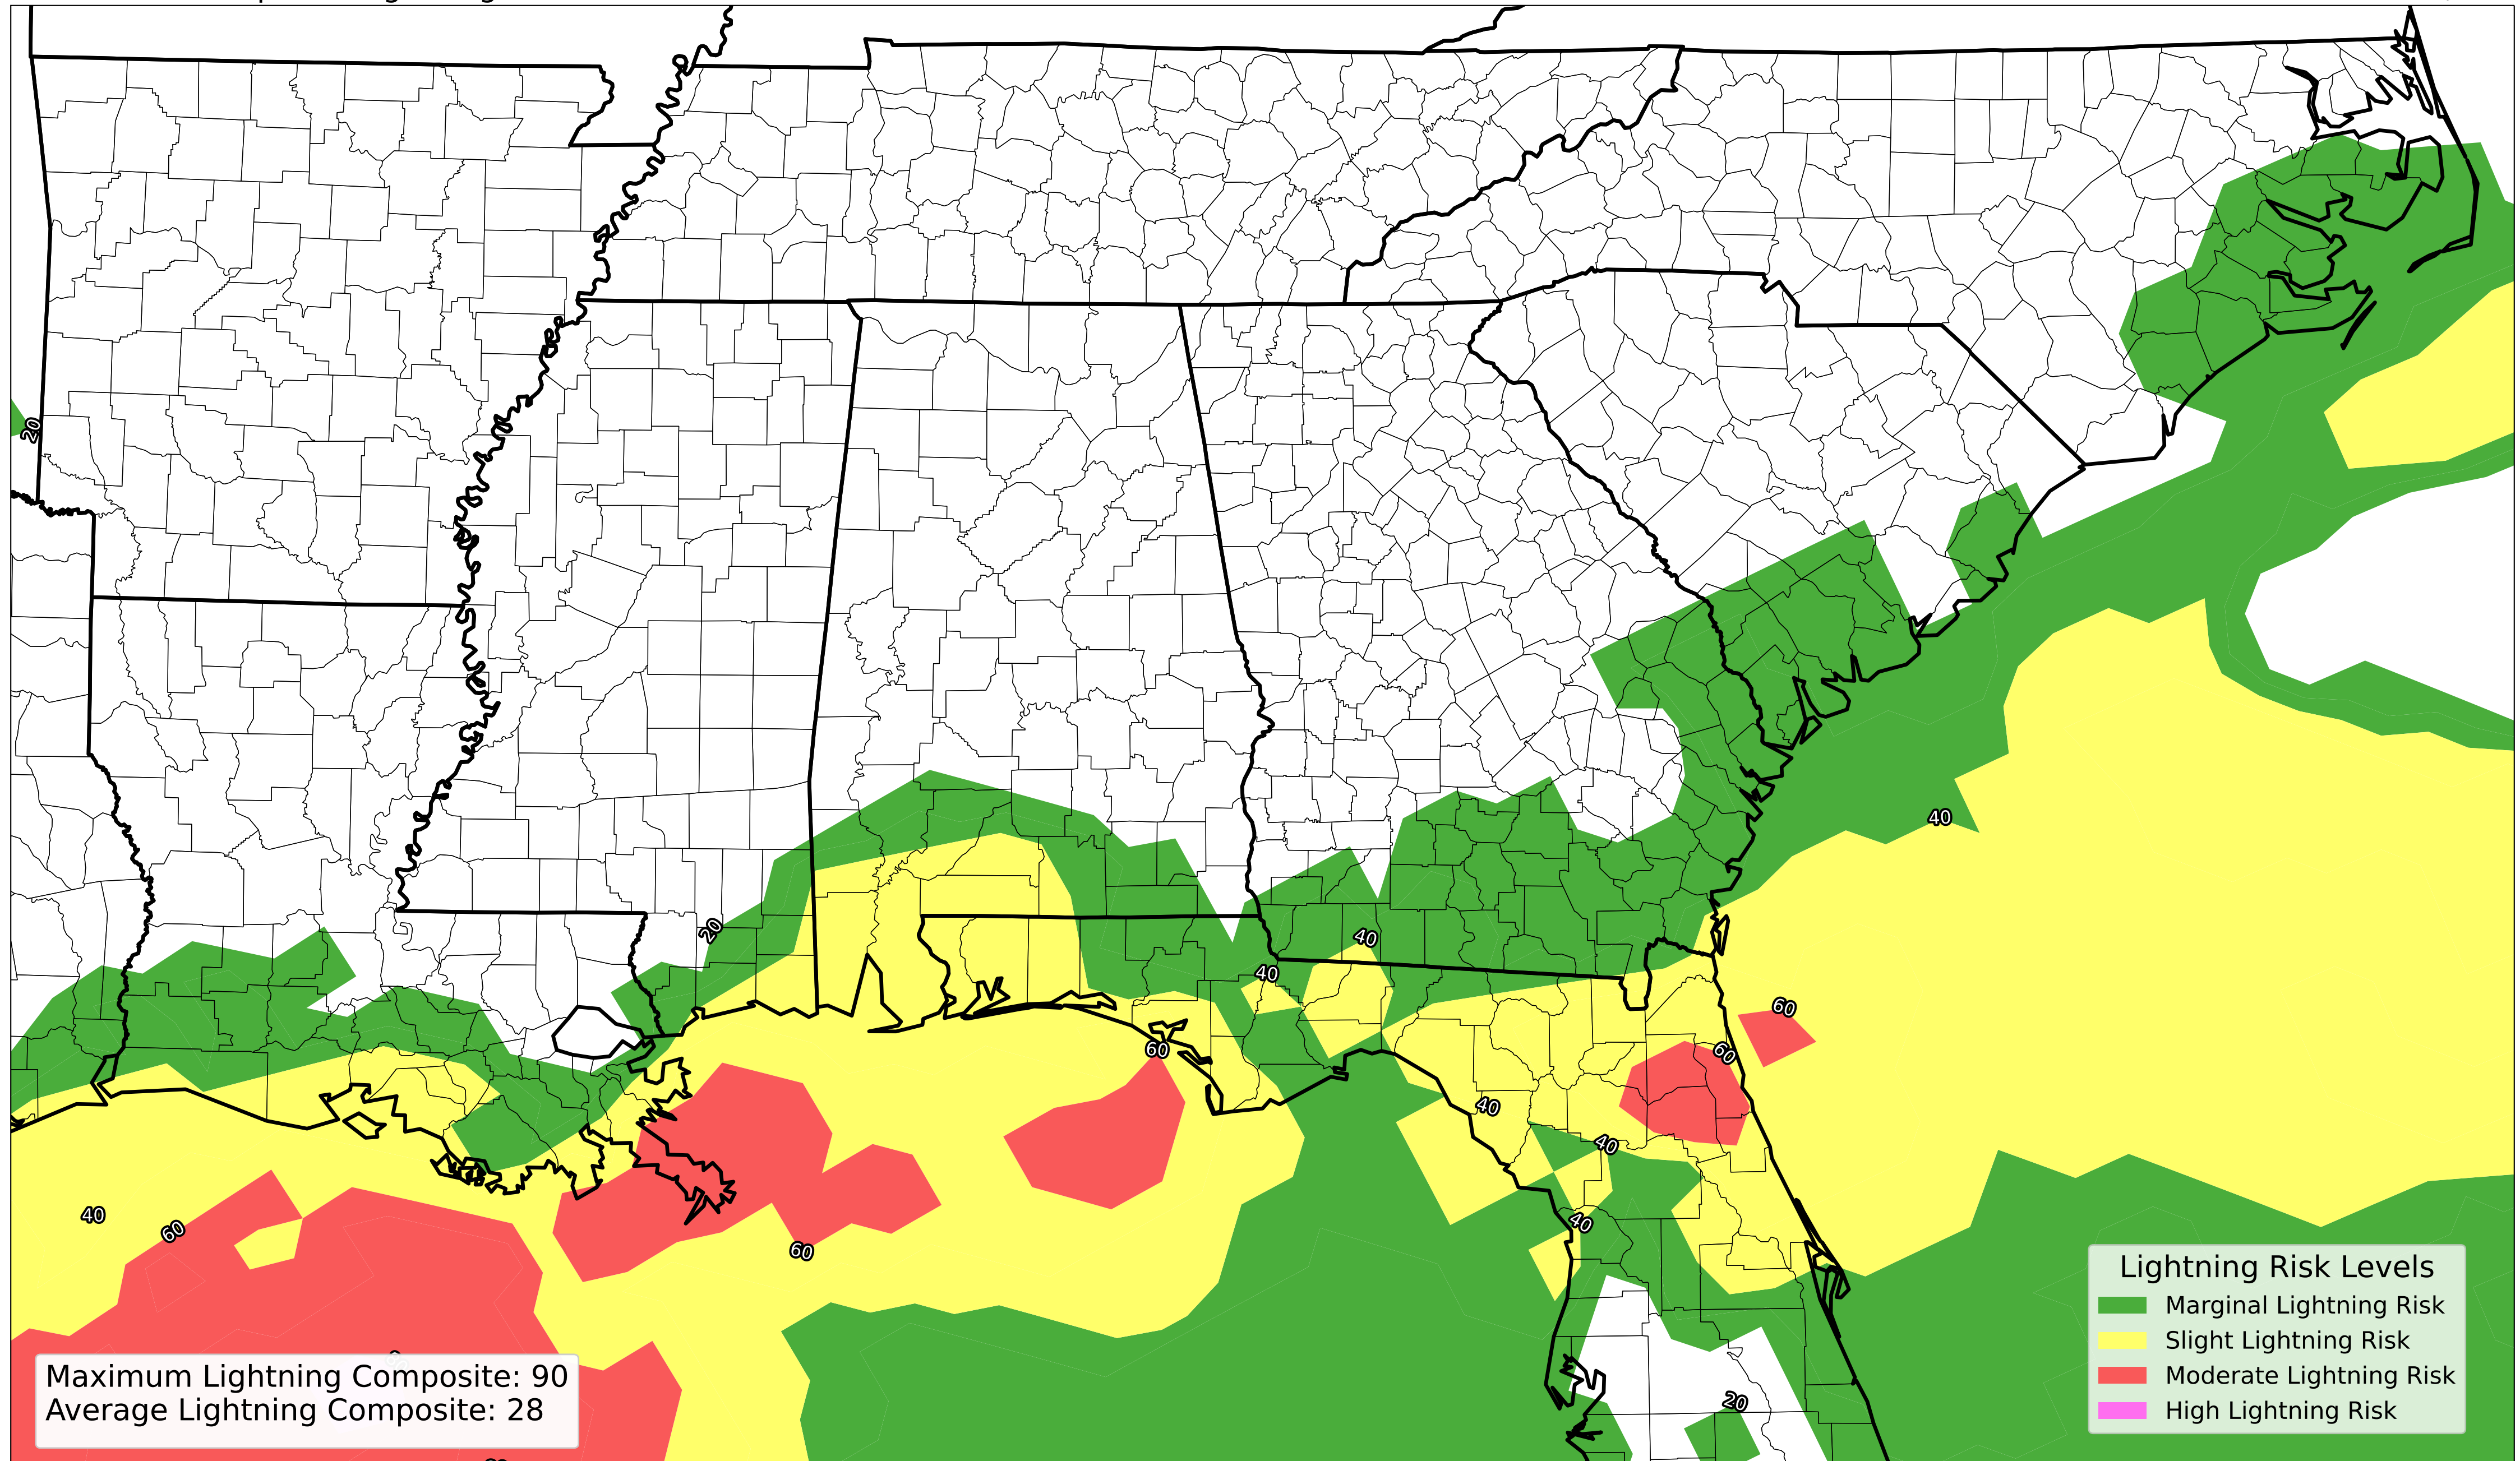 20
20
40
40
40
60
60
60
40
40
40
40
60
60
20
Maximum Lightning Composite: 90
Average Lightning Composite: 28
Lightning Risk Levels
Marginal Lightning Risk
Slight Lightning Risk
Moderate Lightning Risk
High Lightning Risk